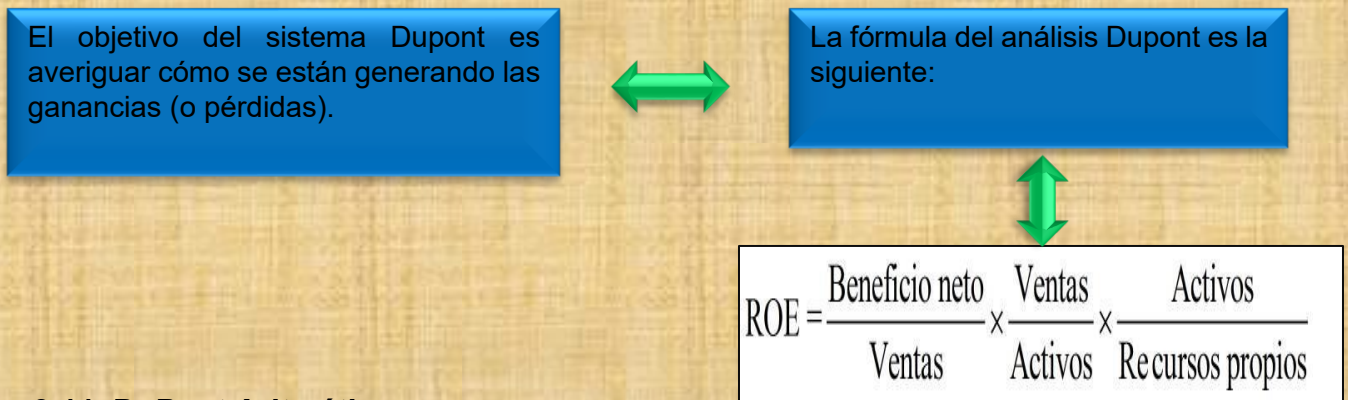 El objetivo del sistema Dupont es
averiguar cómo se están generando las
ganancias (o pérdidas).
La fórmula del análisis Dupont es la
siguiente:
ROE = Beneficio neto / Ventas × Ventas / Activos × Activos / Recursos propios